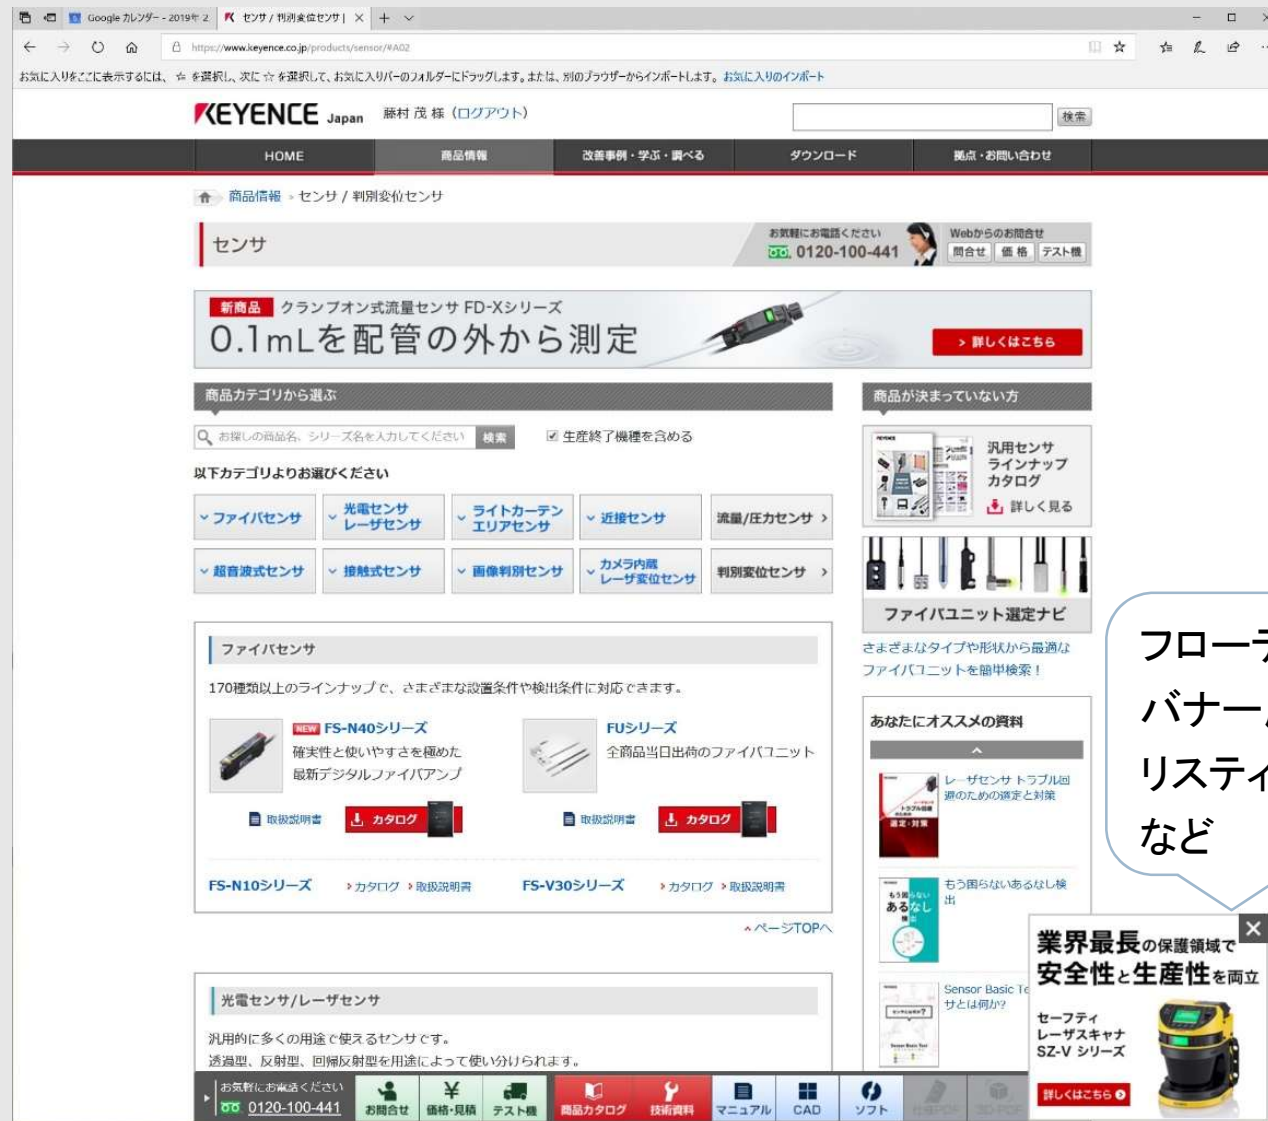 Google カレンダー - 2019年 2
センサ / 判別変位センサ |
https://www.keyence.co.jp/products/sensor/#A02
お気に入りをここに表示するには、☆ を選択し、次に ☆ を選択して、お気に入りバーのフォルダーにドラッグします。または、別のブラウザーからインポートします。 お気に入りのインポート
KEYENCE Japan 藤村 茂 様（ログアウト）
検索
HOME 商品情報 改善事例・学ぶ・調べる ダウンロード 拠点・お問い合わせ
商品情報 » センサ / 判別変位センサ
センサ
お気軽にお電話ください
0120-100-441
Webからのお問合せ
問合せ 価 格 テスト機
新商品 クランプオン式流量センサ FD-Xシリーズ
0.1mLを配管の外から測定
> 詳しくはこちら
商品カテゴリから選ぶ
お探しの商品名、シリーズ名を入力してください 検索 生産終了機種を含める
以下カテゴリよりお選びください
ファイバセンサ
光電センサ
レーザセンサ
ライトカーテン
エリアセンサ
近接センサ
流量/圧力センサ
超音波式センサ
接触式センサ
画像判別センサ
カメラ内蔵
レーザ変位センサ
判別変位センサ
ファイバセンサ
170種類以上のラインナップで、さまざまな設置条件や検出条件に対応できます。
NEW FS-N40シリーズ
確実性と使いやすさを極めた
最新デジタルファイバアンプ
取扱説明書 カタログ
FUシリーズ
全商品当日出荷のファイバユニット
取扱説明書 カタログ
FS-N10シリーズ カタログ 取扱説明書
FS-V30シリーズ カタログ 取扱説明書
ページTOPへ
光電センサ/レーザセンサ
汎用的に多くの用途で使えるセンサです。
透過型、反射型、回帰反射型を用途によって使い分けられます。
商品が決まっていない方
汎用センサ
ラインナップ
カタログ
詳しく見る
ファイバユニット選定ナビ
さまざまなタイプや形状から最適な
ファイバユニットを簡単検索！
あなたにオススメの資料
レーザセンサ トラブル回
避のための選定と対策
選定・対策
もう困らないあるなし検
出
もう困らない
あるなし
検出
Sensor Basic Te
サとは何か?
フローテ
バナー
リスティ
など
業界最長の保護領域で
安全性と生産性を両立
セーフティ
レーザスキャナ
SZ-V シリーズ
詳しくはこちら
お気軽にお電話ください
0120-100-441
お問合せ 価格・見積 テスト機 商品カタログ 技術資料 マニュアル CAD ソフト